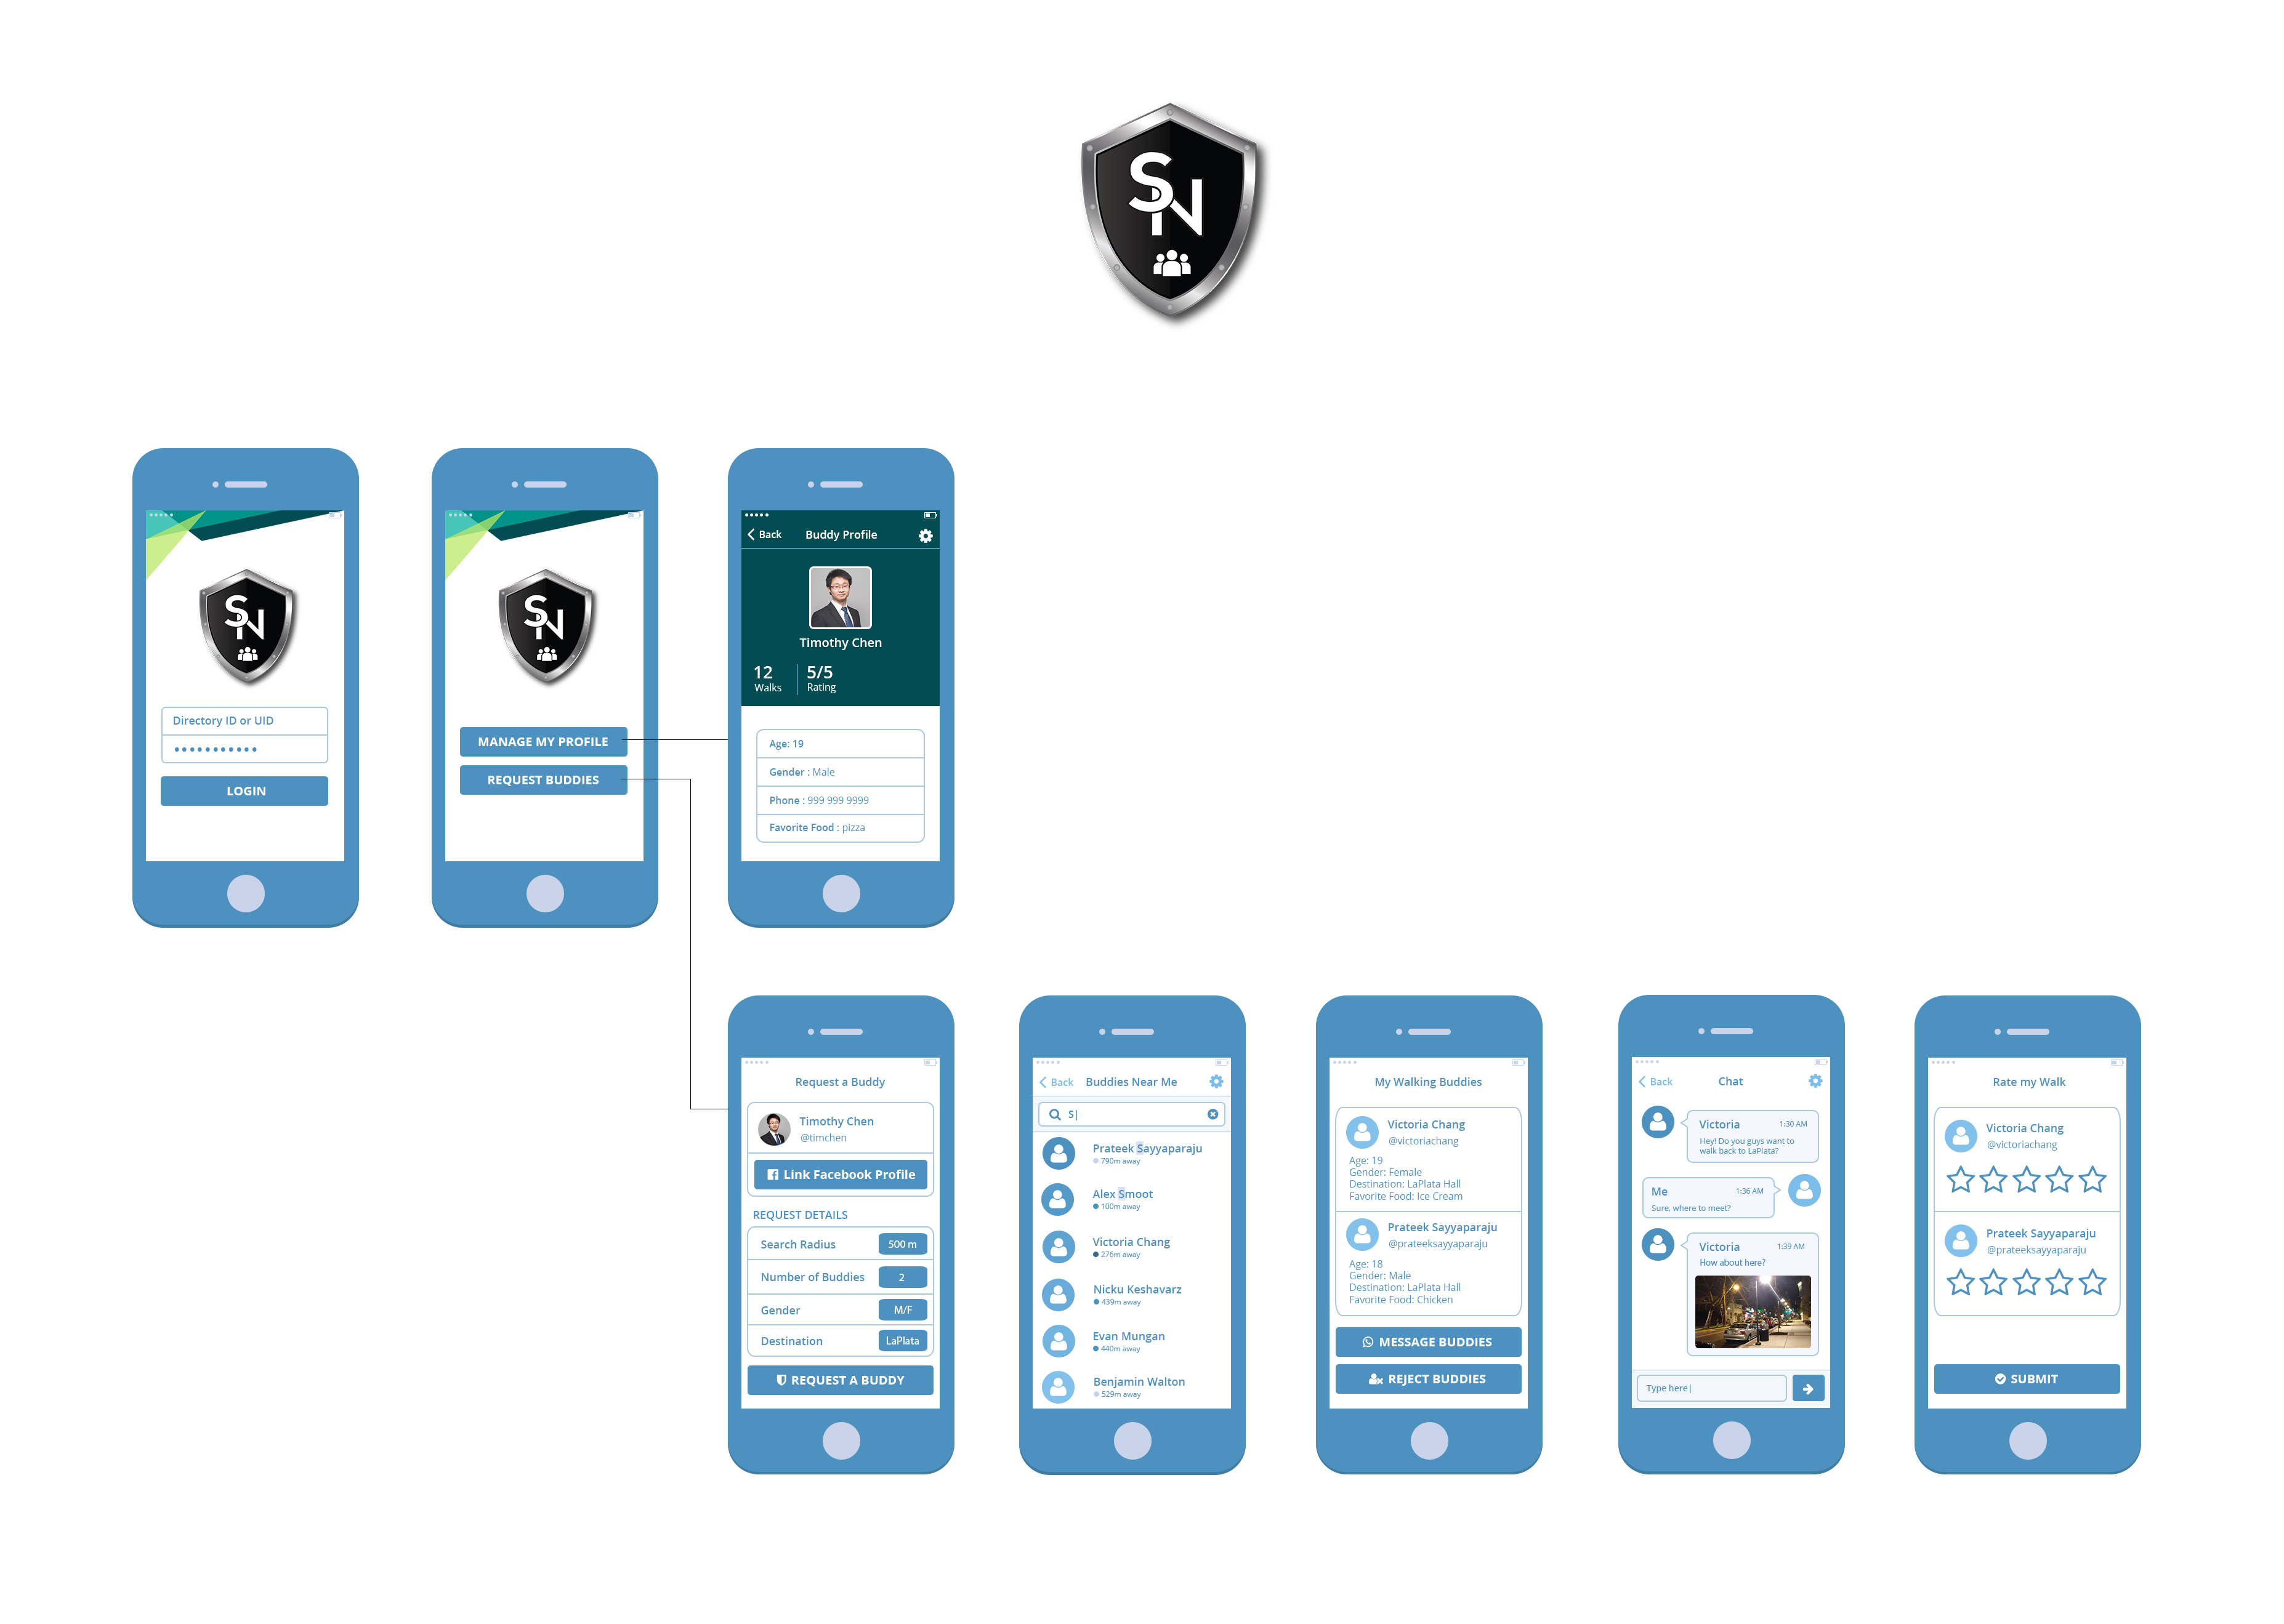 SN
SN
Directory ID or UID
LOGIN
SN
MANAGE MY PROFILE
REQUEST BUDDIES
Back
Buddy Profile
Timothy Chen
12
Walks
5/5
Rating
Age: 19
Gender : Male
Phone : 999 999 9999
Favorite Food : pizza
Request a Buddy
Timothy Chen
@timchen
Link Facebook Profile
REQUEST DETAILS
Search Radius 500 m
Number of Buddies 2
Gender M/F
Destination LaPlata
REQUEST A BUDDY
Back
Buddies Near Me
S|
Prateek Sayyaparaju
790m away
Alex Smoot
100m away
Victoria Chang
276m away
Nicku Keshavarz
439m away
Evan Mungan
440m away
Benjamin Walton
529m away
My Walking Buddies
Victoria Chang
@victoriachang
Age: 19
Gender: Female
Destination: LaPlata Hall
Favorite Food: Ice Cream
Prateek Sayyaparaju
@prateeksayyaparaju
Age: 18
Gender: Male
Destination: LaPlata Hall
Favorite Food: Chicken
MESSAGE BUDDIES
REJECT BUDDIES
Back
Chat
Victoria 1:30 AM
Hey! Do you guys want to
walk back to LaPlata?
Me 1:36 AM
Sure, where to meet?
Victoria 1:39 AM
How about here?
Type here|
Rate my Walk
Victoria Chang
@victoriachang
Prateek Sayyaparaju
@prateeksayyaparaju
SUBMIT